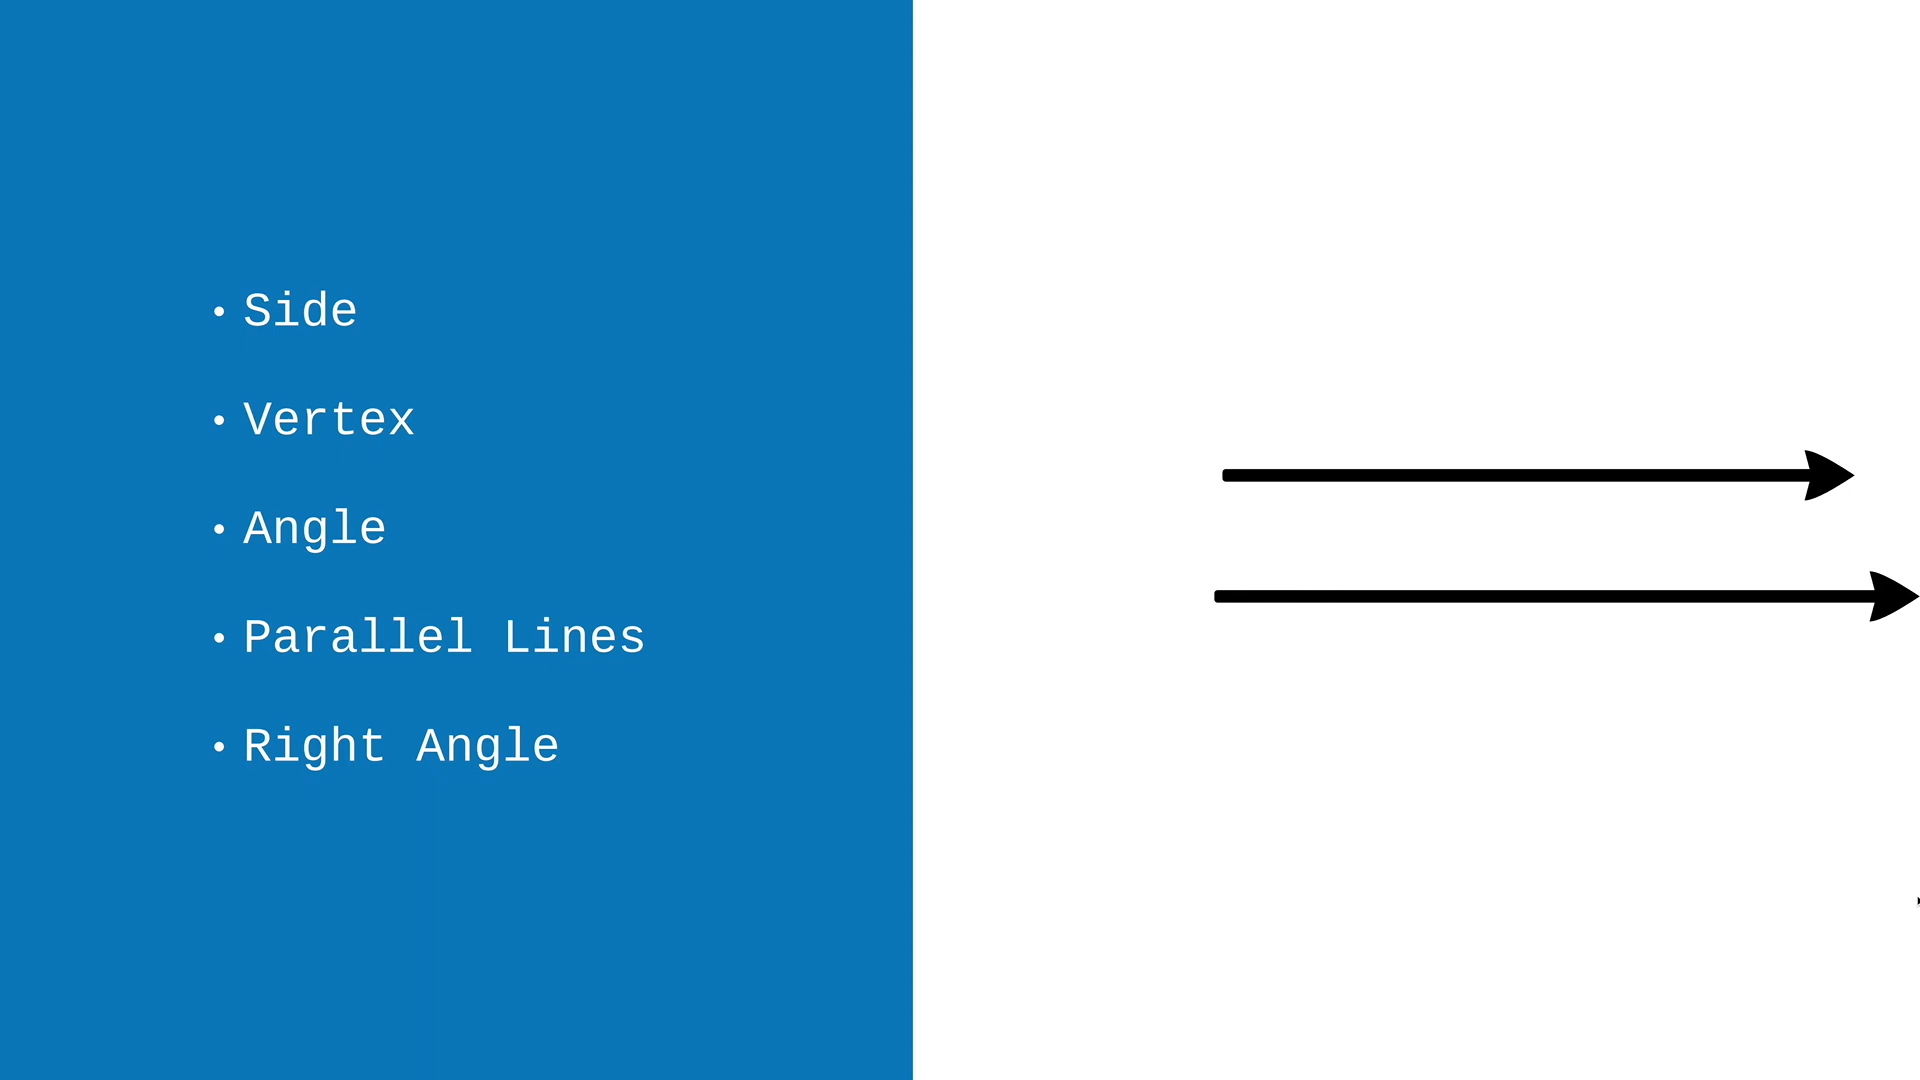 • Side
• Vertex
• Angle
• Parallel Lines
• Right Angle